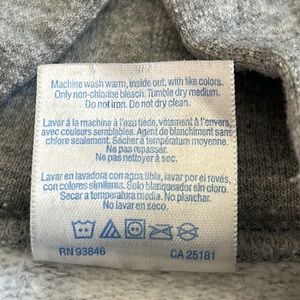 Machine wash warm, inside out, with like colors.
Only non-chlorine bleach. Tumble dry medium.
Do not iron. Do not dry clean.
Laver à la machine à l'eau tiède, vêtement à l'envers,
avec couleurs semblables. Agent de blanchiment sans
chlore seulement. Sécher à température moyenne.
Ne pas repasser.
Ne pas nettoyer à sec.
Lavar en lavadora con agua tibia, lavar por el revés,
con colores similares. Solo blanqueador sin cloro.
Secar a temperatura media. No planchar.
No lavar en seco.
RN 93846 CA 25181